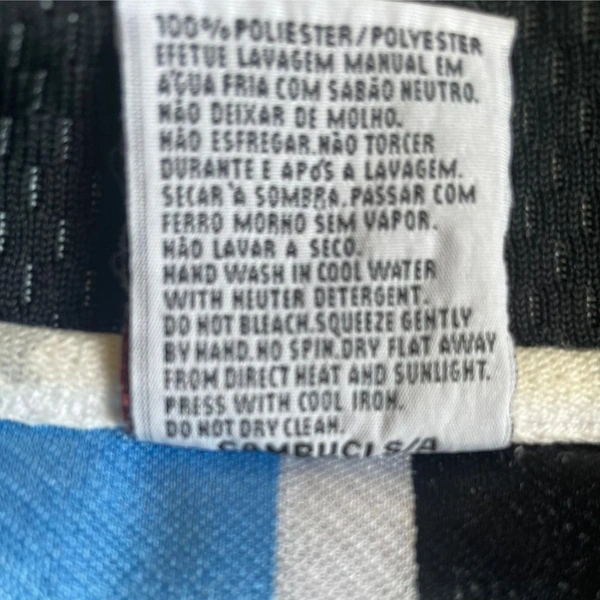 100% POLIESTER/POLYESTER
EFETUE LAVAGEM MANUAL EM
AGUA FRIA COM SABÃO NEUTRO.
NÃO DEIXAR DE MOLHO.
NÃO ESFREGAR.NÃO TORCER
DURANTE E APóS A LAVAGEM.
SECAR À SOMBRA.PASSAR COM
FERRO MORNO SEM VAPOR.
NÃO LAVAR A SECO.
HAND WASH IN COOL WATER
WITH NEUTER DETERGENT.
DO NOT BLEACH.SQUEEZE GENTLY
BY HAND.NO SPIN.DRY FLAT AWAY
FROM DIRECT HEAT AND SUNLIGHT.
PRESS WITH COOL IRON.
DO NOT DRY CLEAN.
CAMBUCI S/A